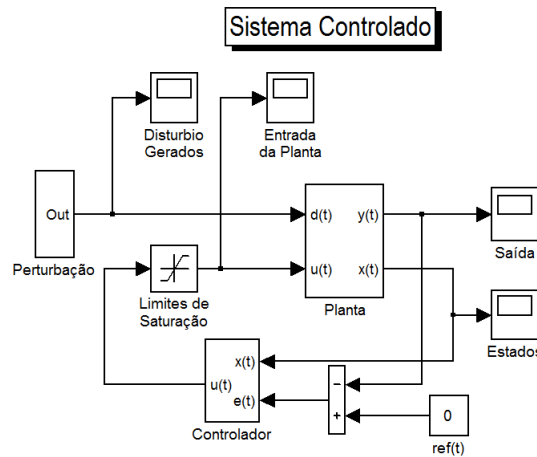 Sistema Controlado
Disturbio
Gerados
Entrada
da Planta
Out
Perturbação
d(t)
y(t)
u(t)
x(t)
Planta
Saída
Limites de
Saturação
Estados
x(t)
u(t)
e(t)
Controlador
−
+
0
ref(t)